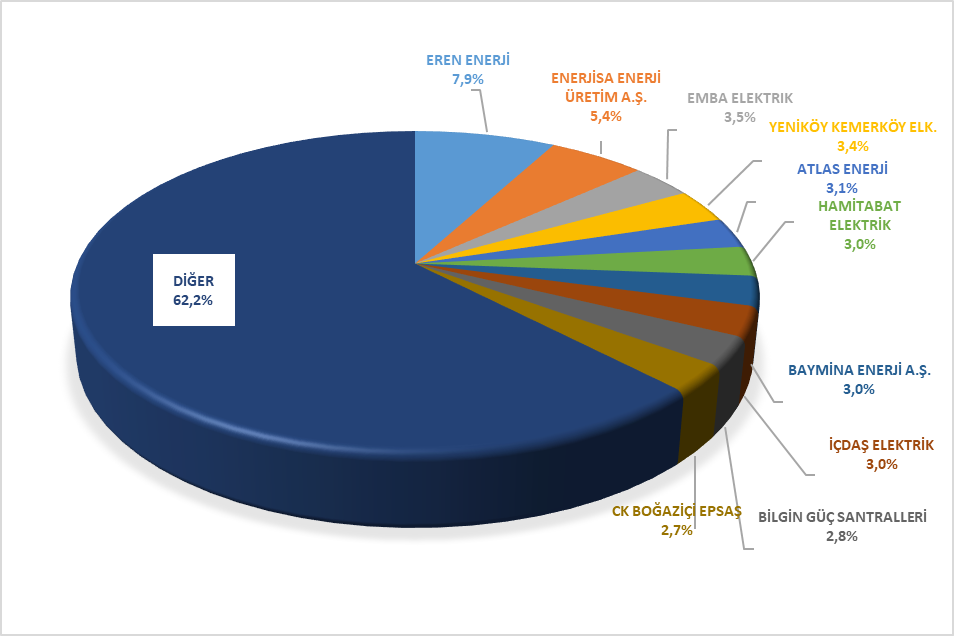 EREN ENERJİ
7,9%
ENERJİSA ENERJİ
ÜRETİM A.Ş.
5,4%
EMBA ELEKTRIK
3,5%
YENİKÖY KEMERKÖY ELK.
3,4%
ATLAS ENERJİ
3,1%
HAMİTABAT
ELEKTRİK
3,0%
DİĞER
62,2%
BAYMİNA ENERJİ A.Ş.
3,0%
İÇDAŞ ELEKTRİK
3,0%
CK BOĞAZİÇİ EPSAŞ
2,7%
BİLGİN GÜÇ SANTRALLERİ
2,8%